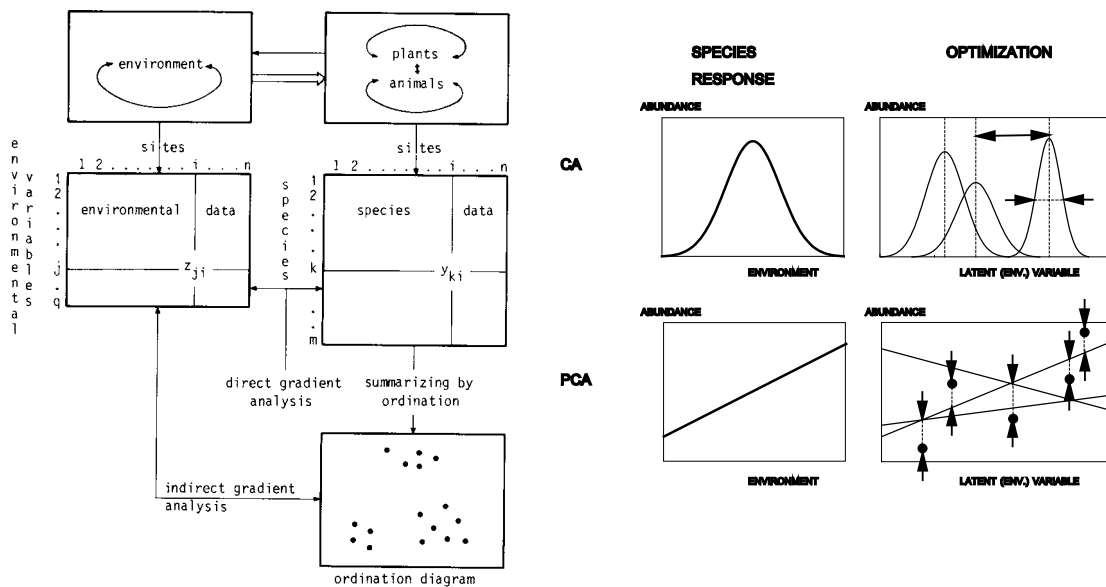 environment
plants
animals
sites
1 2 . . . . . . . i . . . n
environmental
variables
1
2
.
.
.
.
j
.
q
environmental data
z ji
sites
1 2 . . . . . . . i . . . n
species
1
2
.
.
.
k
.
.
m
species data
y ki
direct gradient
analysis
summarizing by
ordination
indirect gradient
analysis
ordination diagram
SPECIES
RESPONSE
OPTIMIZATION
CA
ABUNDANCE
ENVIRONMENT
ABUNDANCE
LATENT (ENV.) VARIABLE
PCA
ABUNDANCE
ENVIRONMENT
ABUNDANCE
LATENT (ENV.) VARIABLE